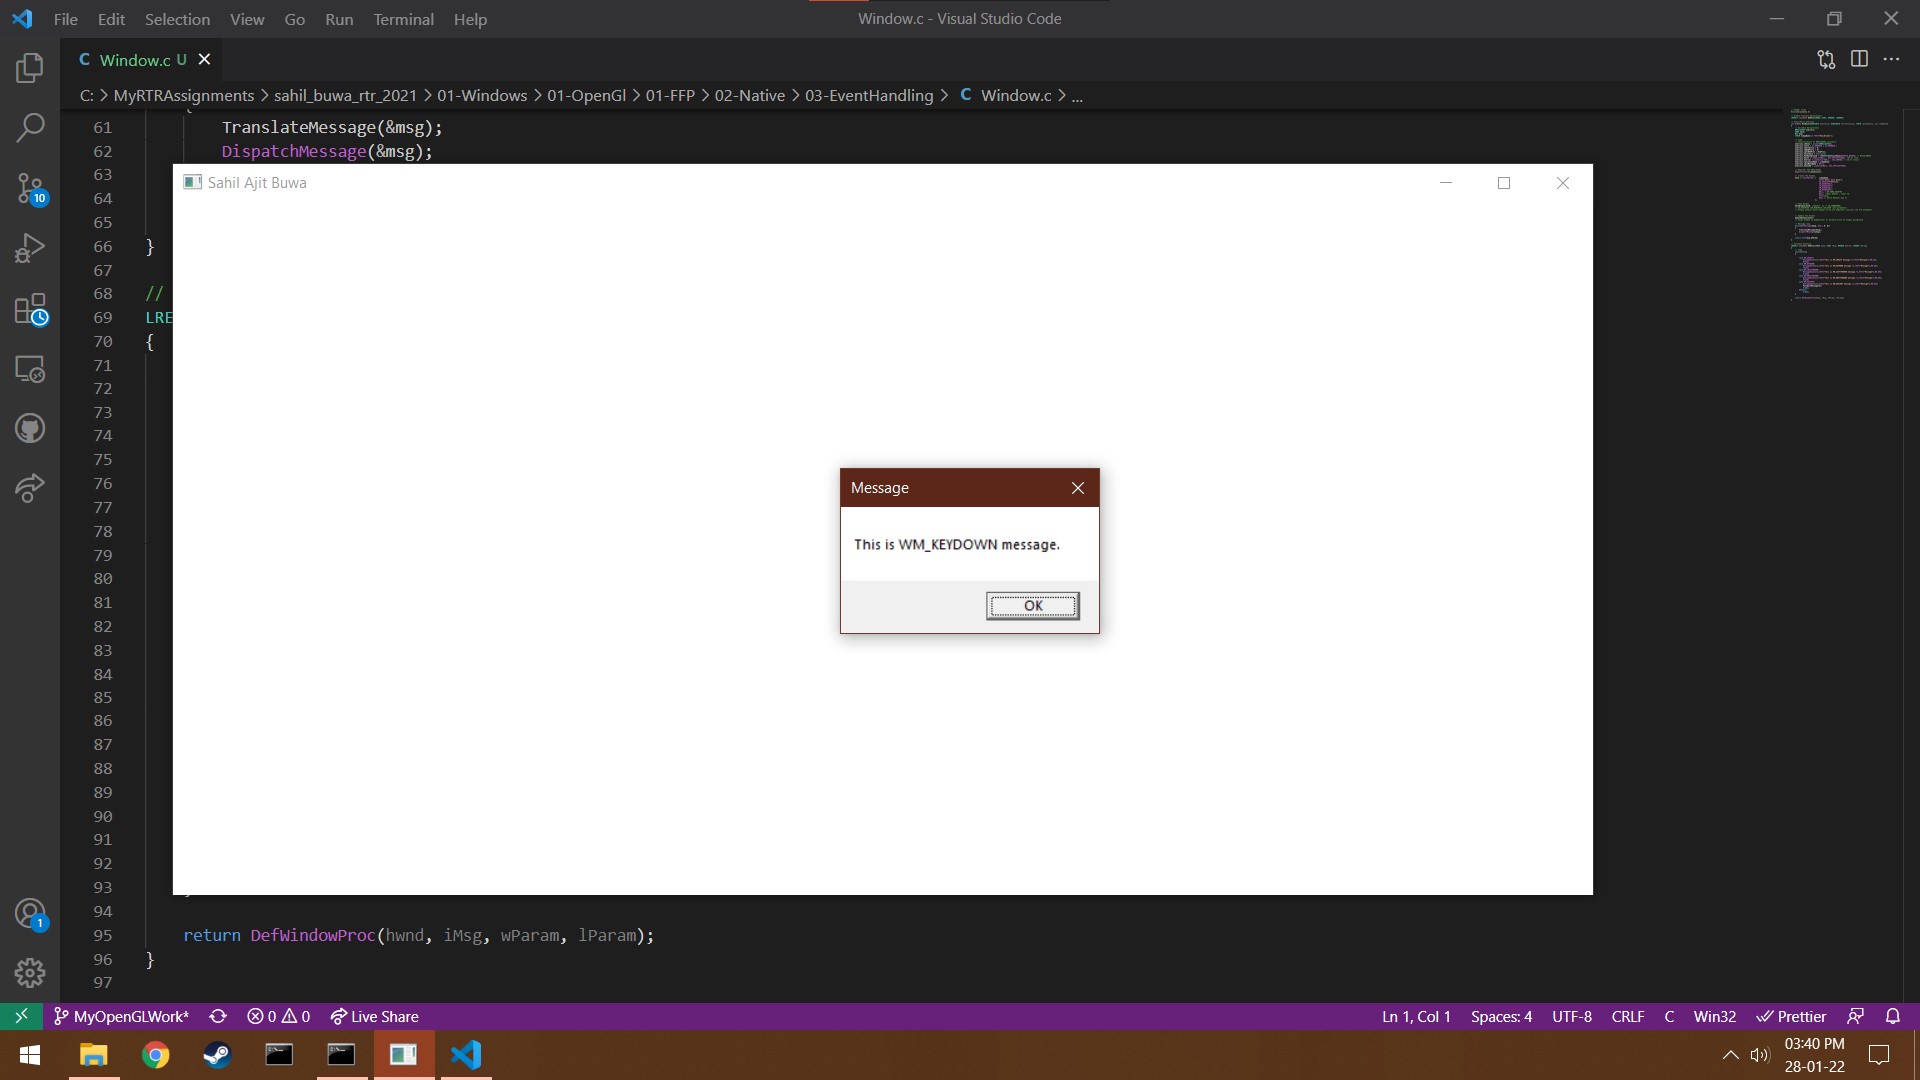 File Edit Selection View Go Run Terminal Help
Window.c - Visual Studio Code
C Window.c U
C: > MyRTRAssignments > sahil_buwa_rtr_2021 > 01-Windows > 01-OpenGl > 01-FFP > 02-Native > 03-EventHandling > C Window.c > ...
61 TranslateMessage(&msg);
62 DispatchMessage(&msg);
63
Sahil Ajit Buwa
64
65
66 }
67
68 //
69 LRE
70 {
71
72
73
74
75
76
77
78
79
80
81
82
83
84
85
86
87
88
89
90
91
92
93
94
95 return DefWindowProc(hwnd, iMsg, wParam, lParam);
96 }
97
Message
This is WM_KEYDOWN message.
OK
10
1
MyOpenGLWork* 0 0 Live Share
Ln 1, Col 1 Spaces: 4 UTF-8 CRLF C Win32 Prettier
03:40 PM
28-01-22